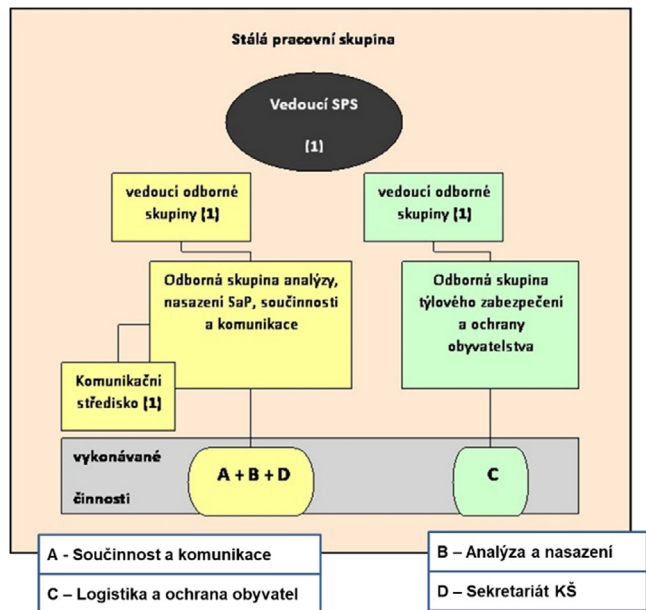 Stálá pracovní skupina
Vedoucí SPS
(1)
vedoucí odborné
skupiny (1)
vedoucí odborné
skupiny (1)
Odborná skupina analýzy,
nasazení SaP, součinnosti
a komunikace
Odborná skupina
týlového zabezpečení
a ochrany
obyvatelstva
Komunikační
středisko (1)
vykonávané
činnosti
A + B + D
C
A - Součinnost a komunikace
B – Analýza a nasazení
C – Logistika a ochrana obyvatel
D – Sekretariát KŠ